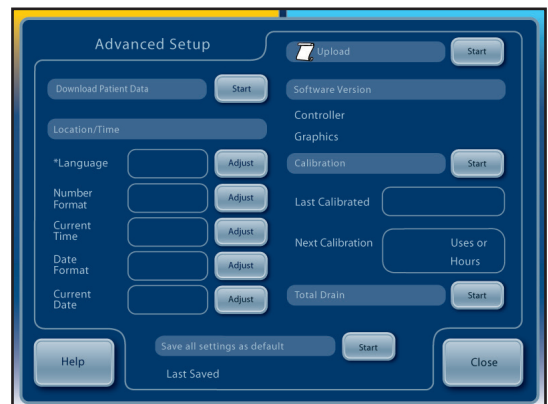 Advanced Setup
Upload
Start
Download Patient Data
Start
Software Version
Controller
Graphics
Location/Time
*Language
Adjust
Number
Format
Adjust
Current
Time
Adjust
Date
Format
Adjust
Current
Date
Adjust
Calibration
Start
Last Calibrated
Next Calibration
Uses or
Hours
Total Drain
Start
Save all settings as default
Start
Last Saved
Help
Close